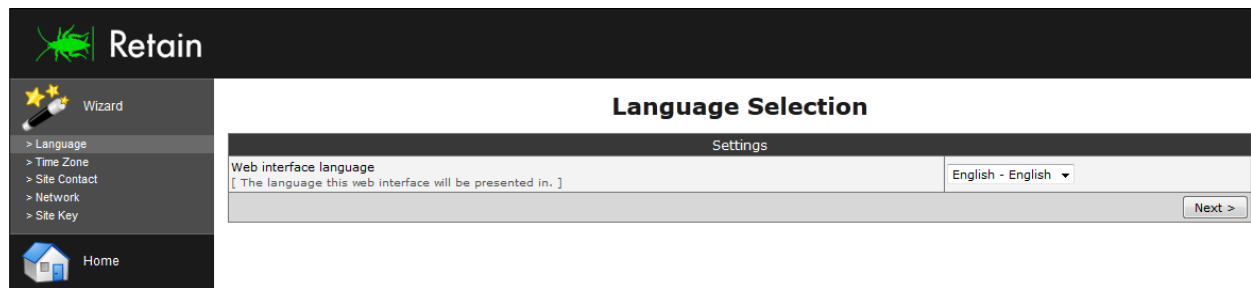 Retain
Wizard
> Language
> Time Zone
> Site Contact
> Network
> Site Key
Home
Language Selection
Settings
Web interface language
[ The language this web interface will be presented in. ]
English - English
Next >